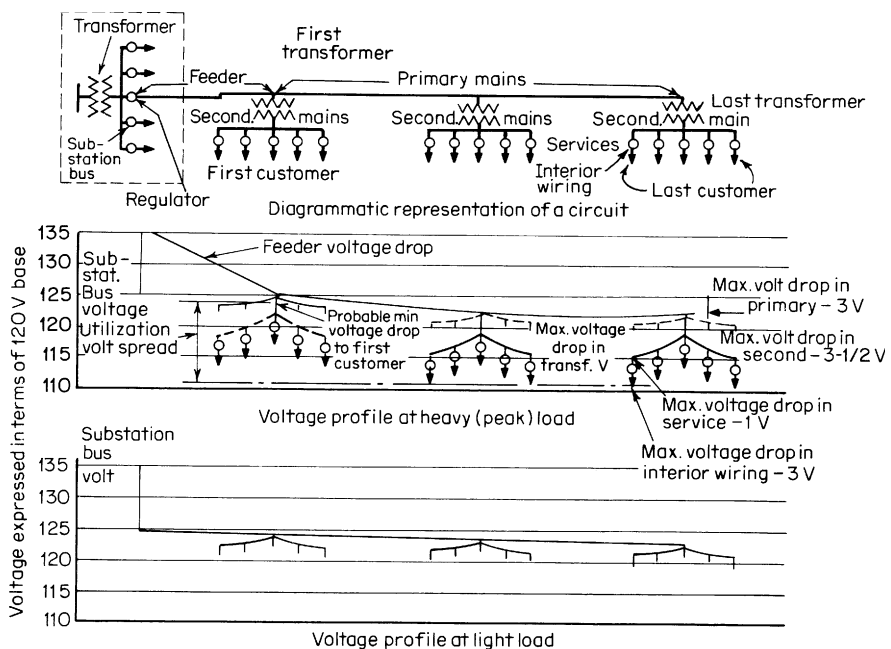 Transformer
First
transformer
Feeder
Primary mains
Last transformer
Second.
mains
Second.
mains
Second.
main
Sub-
station
bus
Services
First customer
Interior
wiring
Last customer
Regulator
Diagrammatic representation of a circuit
Voltage expressed in terms of 120 V base
135
130
125
120
115
110
Sub-
stat.
Bus
voltage
Utilization
volt spread
Feeder voltage drop
Probable min
voltage drop
to first
customer
Max. voltage
drop in
transf. V
Max. volt drop in
primary – 3 V
Max. volt drop in
second – 3-1/2 V
Max. voltage drop in
service – 1 V
Max. voltage drop in
interior wiring – 3 V
Voltage profile at heavy (peak) load
Substation
bus
volt
135
130
125
120
115
110
Voltage profile at light load